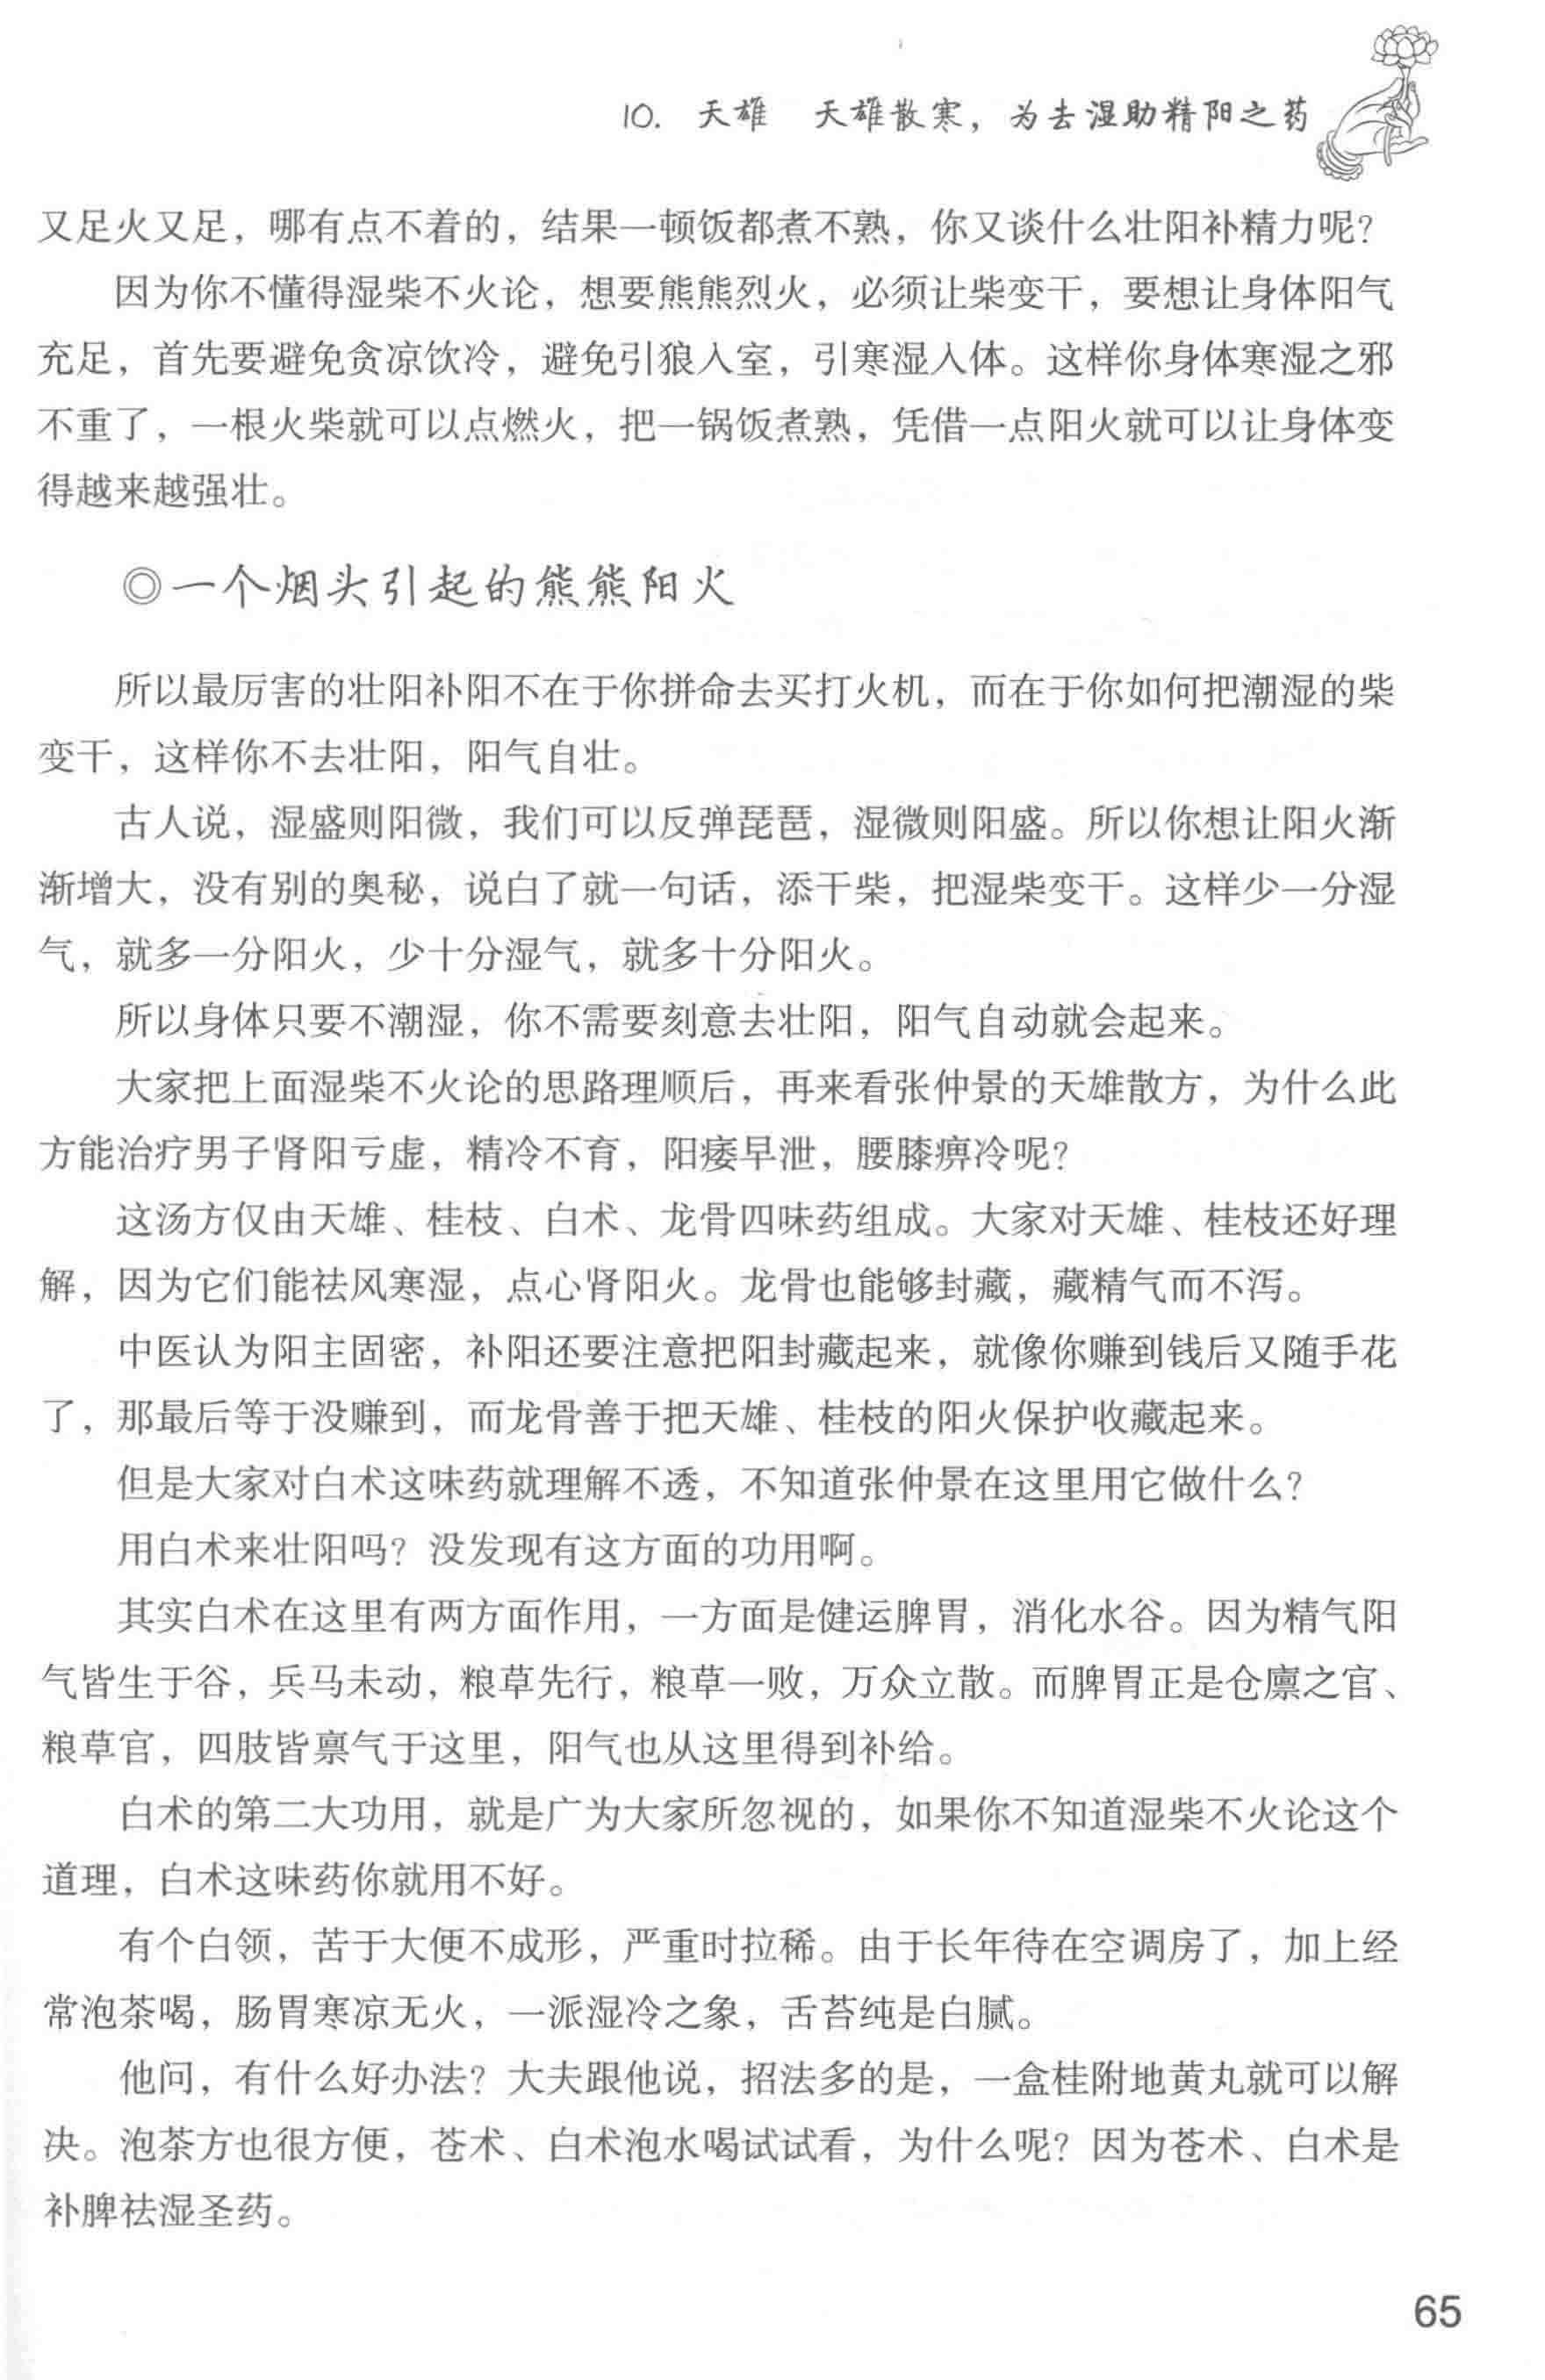 10. 天雄 天雄散寒，为去湿助精阳之药
又足火又足，哪有点不着的，结果一顿饭都煮不熟，你又谈什么壮阳补精力呢？
因为你不懂得湿柴不火论，想要熊熊烈火，必须让柴变干，要想让身体阳气
充足，首先要避免贪凉饮冷，避免引狼入室，引寒湿入体。这样你身体寒湿之邪
不重了，一根火柴就可以点燃火，把一锅饭煮熟，凭借一点阳火就可以让身体变
得越来越强壮。
◎一个烟头引起的熊熊阳火
所以最厉害的壮阳补阳不在于你拼命去买打火机，而在于你如何把潮湿的柴
变干，这样你不去壮阳，阳气自壮。
古人说，湿盛则阳微，我们可以反弹琵琶，湿微则阳盛。所以你想让阳火渐
渐增大，没有别的奥秘，说白了就一句话，添干柴，把湿柴变干。这样少一分湿
气，就多一分阳火，少十分湿气，就多十分阳火。
所以身体只要不潮湿，你不需要刻意去壮阳，阳气自动就会起来。
大家把上面湿柴不火论的思路理顺后，再来看张仲景的天雄散方，为什么此
方能治疗男子肾阳亏虚，精冷不育，阳痿早泄，腰膝痹冷呢？
这汤方仅由天雄、桂枝、白术、龙骨四味药组成。大家对天雄、桂枝还好理
解，因为它们能祛风寒湿，点心肾阳火。龙骨也能够封藏，藏精气而不泻。
中医认为阳主固密，补阳还要注意把阳封藏起来，就像你赚到钱后又随手花
了，那最后等于没赚到，而龙骨善于把天雄、桂枝的阳火保护收藏起来。
但是大家对白术这味药就理解不透，不知道张仲景在这里用它做什么？
用白术来壮阳吗？没发现有这方面的功用啊。
其实白术在这里有两方面作用，一方面是健运脾胃，消化水谷。因为精气阳
气皆生于谷，兵马未动，粮草先行，粮草一败，万众立散。而脾胃正是仓廪之官、
粮草官，四肢皆禀气于这里，阳气也从这里得到补给。
白术的第二大功用，就是广为大家所忽视的，如果你不知道湿柴不火论这个
道理，白术这味药你就用不好。
有个白领，苦于大便不成形，严重时拉稀。由于长年待在空调房了，加上经
常泡茶喝，肠胃寒凉无火，一派湿冷之象，舌苔纯是白腻。
他问，有什么好办法？大夫跟他说，招法多的是，一盒桂附地黄丸就可以解
决。泡茶方也很方便，苍术、白术泡水喝试试看，为什么呢？因为苍术、白术是
补脾祛湿圣药。
65